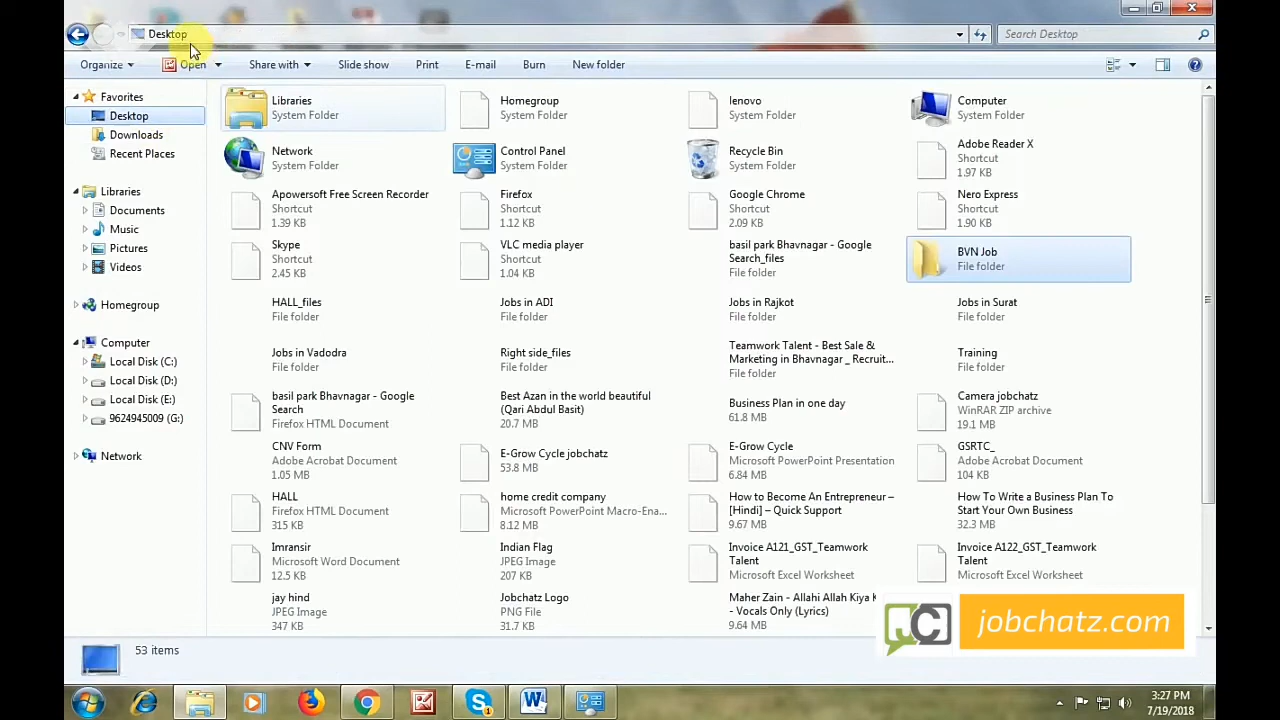 Desktop
Search Desktop
Organize
Open
Share with
Slide show
Print
E-mail
Burn
New folder
Favorites
Desktop
Downloads
Recent Places
Libraries
Documents
Music
Pictures
Videos
Homegroup
Computer
Local Disk (C:)
Local Disk (D:)
Local Disk (E:)
9624945009 (G:)
Network
Libraries
System Folder
Homegroup
System Folder
lenovo
System Folder
Computer
System Folder
Network
System Folder
Control Panel
System Folder
Recycle Bin
System Folder
Adobe Reader X
Shortcut
1.97 KB
Apowersoft Free Screen Recorder
Shortcut
1.39 KB
Firefox
Shortcut
1.12 KB
Google Chrome
Shortcut
2.09 KB
Nero Express
Shortcut
1.90 KB
Skype
Shortcut
2.45 KB
VLC media player
Shortcut
1.04 KB
basil park Bhavnagar - Google
Search_files
File folder
BVN Job
File folder
HALL_files
File folder
Jobs in ADI
File folder
Jobs in Rajkot
File folder
Jobs in Surat
File folder
Jobs in Vadodra
File folder
Right side_files
File folder
Teamwork Talent - Best Sale &
Marketing in Bhavnagar _ Recruit...
File folder
Training
File folder
basil park Bhavnagar - Google
Search
Firefox HTML Document
Best Azan in the world beautiful
(Qari Abdul Basit)
20.7 MB
Business Plan in one day
61.8 MB
Camera jobchatz
WinRAR ZIP archive
19.1 MB
CNV Form
Adobe Acrobat Document
1.05 MB
E-Grow Cycle jobchatz
53.8 MB
E-Grow Cycle
Microsoft PowerPoint Presentation
6.84 MB
GSRTC_
Adobe Acrobat Document
104 KB
HALL
Firefox HTML Document
315 KB
home credit company
Microsoft PowerPoint Macro-Ena...
8.12 MB
How to Become An Entrepreneur –
[Hindi] – Quick Support
9.67 MB
How To Write a Business Plan To
Start Your Own Business
32.3 MB
Imransir
Microsoft Word Document
12.5 KB
Indian Flag
JPEG Image
207 KB
Invoice A121_GST_Teamwork
Talent
Microsoft Excel Worksheet
Invoice A122_GST_Teamwork
Talent
Microsoft Excel Worksheet
jay hind
JPEG Image
347 KB
Jobchatz Logo
PNG File
31.7 KB
Maher Zain - Allahi Allah Kiya K
- Vocals Only (Lyrics)
9.64 MB
JC jobchatz.com
53 items
3:27 PM
7/19/2018